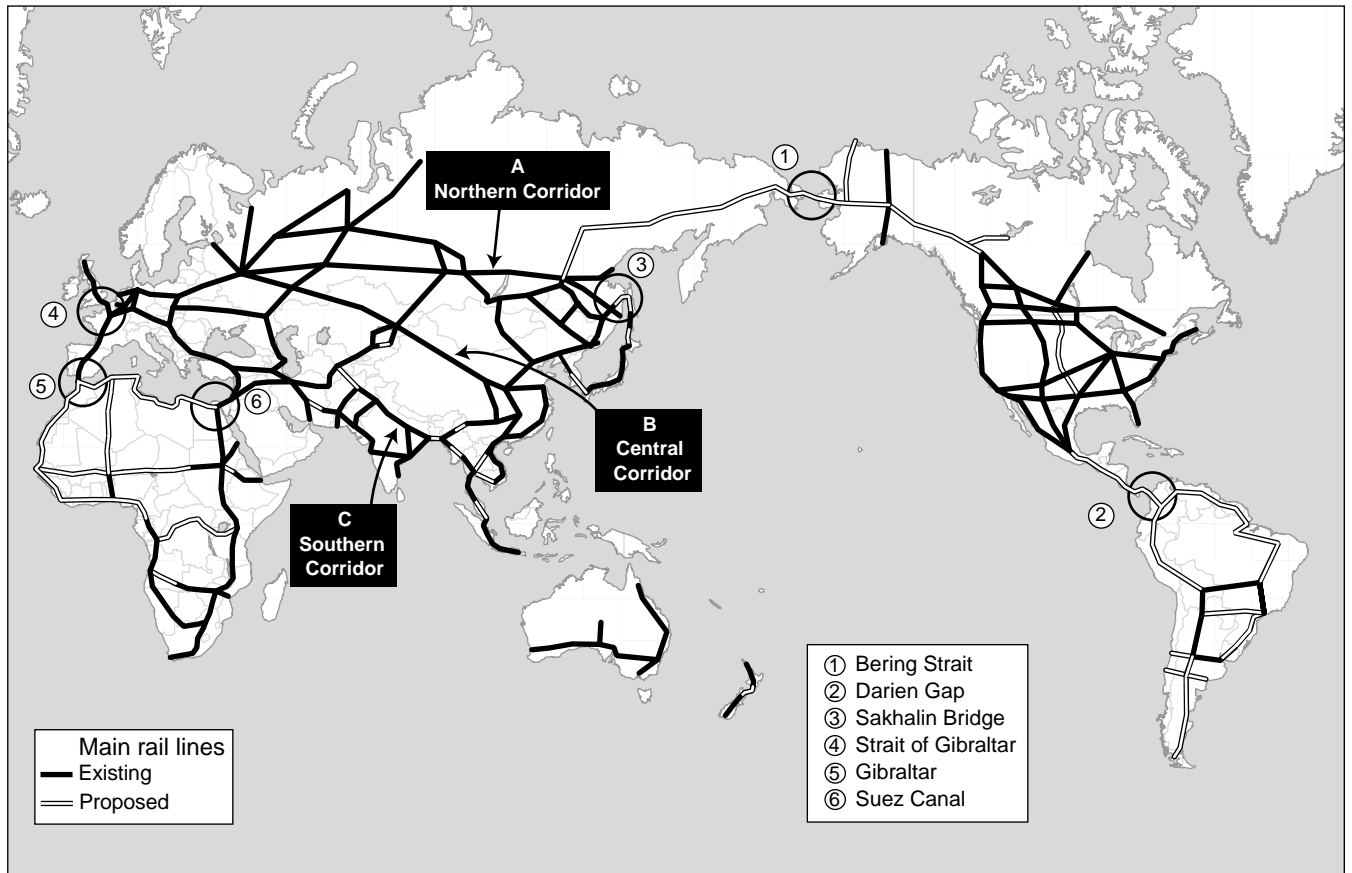 1
A
Northern Corridor
3
4
5
6
B
Central
Corridor
2
C
Southern
Corridor
Main rail lines
Existing
Proposed
1 Bering Strait
2 Darien Gap
3 Sakhalin Bridge
4 Strait of Gibraltar
5 Gibraltar
6 Suez Canal